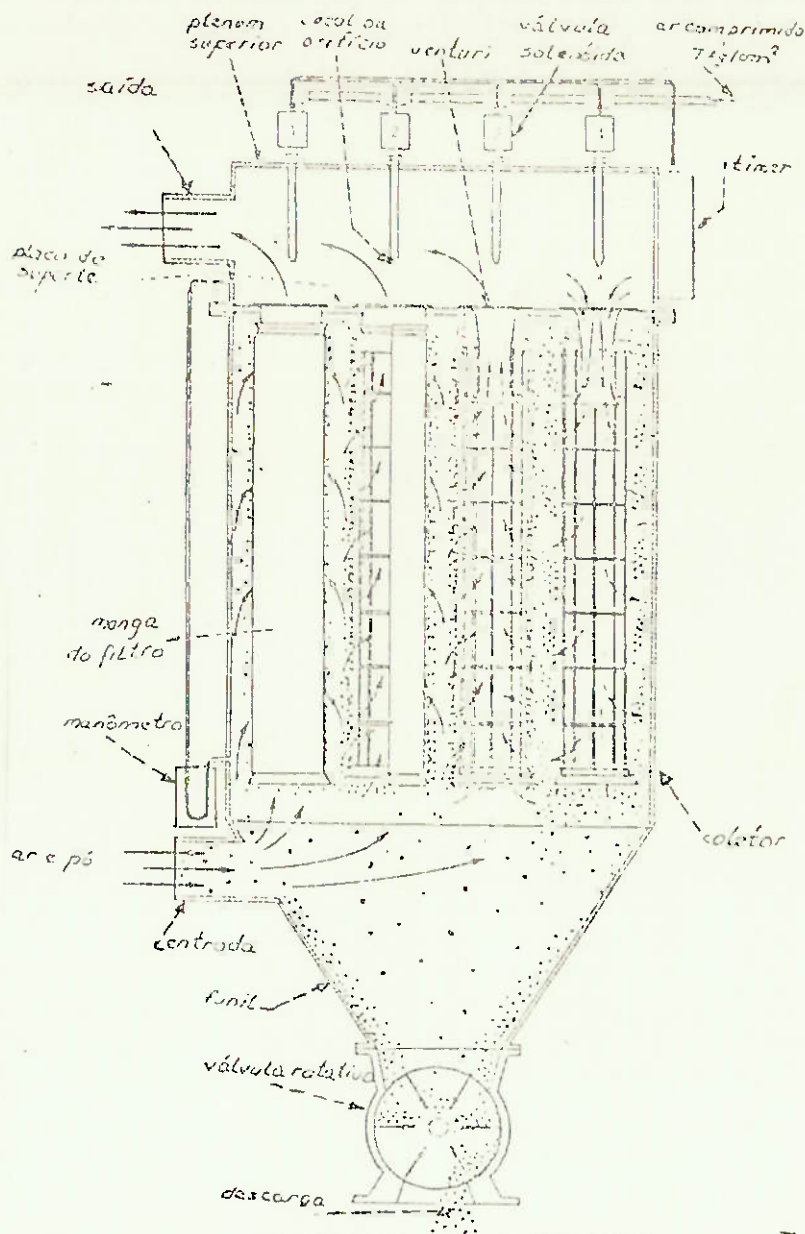 plenum
superior
orifício
venturi
válvula
solenóide
ar comprimido
saída
timer
placa de
suporte
manga
do filtro
manômetro
ar e pó
coletor
entrada
funil
válvula rotativa
descarga